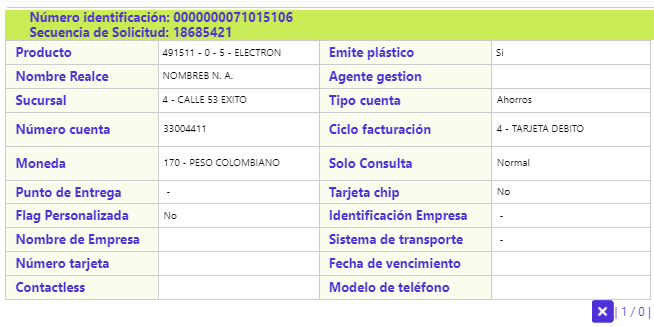 Número identificación: 0000000071015106
Secuencia de Solicitud: 18685421
Producto 491511 - 0 - 5 - ELECTRON Emite plástico Si
Nombre Realce NOMBREB N. A. Agente gestion
Sucursal 4 - CALLE 53 EXITO Tipo cuenta Ahorros
Número cuenta 33004411 Ciclo facturación 4 - TARJETA DEBITO
Moneda 170 - PESO COLOMBIANO Solo Consulta Normal
Punto de Entrega - Tarjeta chip No
Flag Personalizada No Identificación Empresa -
Nombre de Empresa Sistema de transporte -
Número tarjeta Fecha de vencimiento
Contactless Modelo de teléfono
| 1 / 0 |